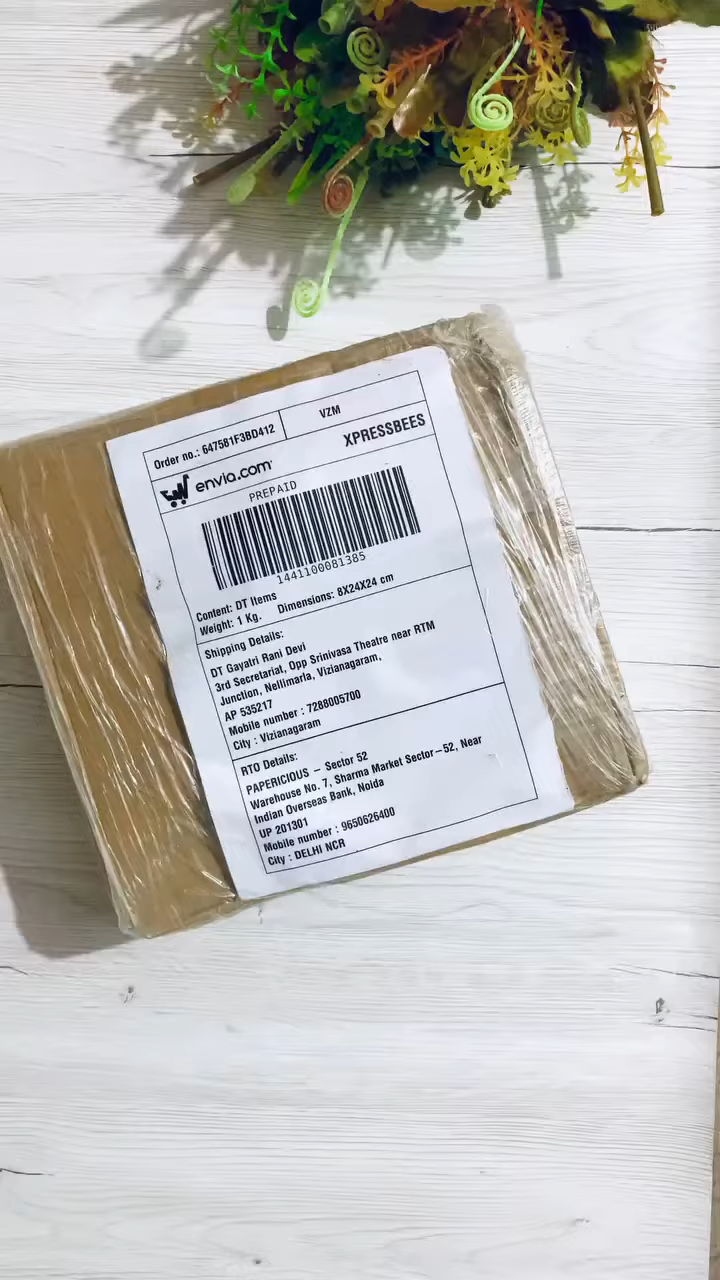 Order no.: 647581F3BD412
VZM
envia.com
XPRESSBEES
PREPAID
1441100081385
Content: DT Items
Weight: 1 Kg. Dimensions: 8X24X24 cm
Shipping Details:
DT Gayatri Rani Devi
3rd Secretariat, Opp Srinivasa Theatre near RTM
Junction, Nellimarla, Vizianagaram,
AP 535217
Mobile number : 7288005700
City : Vizianagaram
RTO Details:
PAPERICIOUS – Sector 52
Warehouse No. 7, Sharma Market Sector–52, Near
Indian Overseas Bank, Noida
UP 201301
Mobile number : 9650626400
City : DELHI NCR